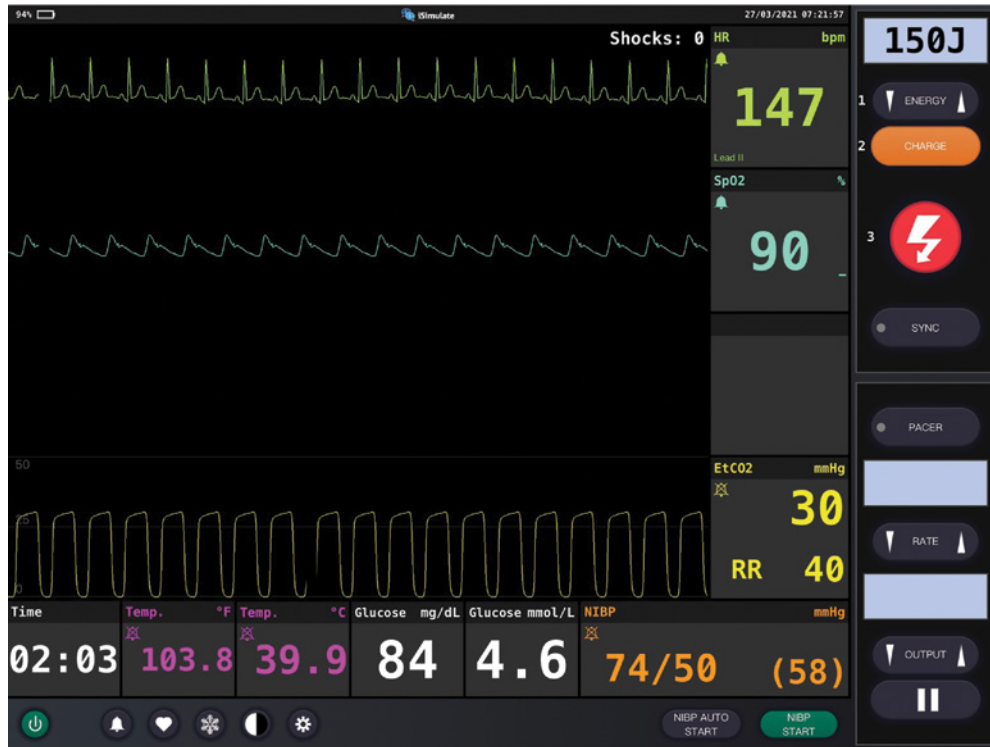 94%
iSimulate
27/03/2021 07:21:57
Shocks: 0
HR bpm
147
Lead II
SpO2 %
90
-
50
25
0
EtCO2 mmHg
30
RR 40
Time
02:03
Temp. °F
103.8
Temp. °C
39.9
Glucose mg/dL
84
Glucose mmol/L
4.6
NIBP mmHg
74/50 (58)
NIBP AUTO
START
NIBP
START
150J
1 ENERGY
2 CHARGE
3
SYNC
PACER
RATE
OUTPUT